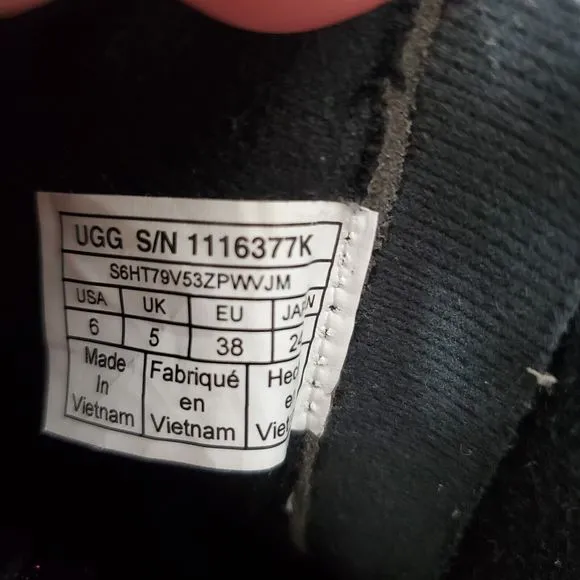 UGG S/N 1116377K
S6HT79V53ZPWVJM
USA UK EU
6 5 38
Made Fabriqué
In en
Vietnam Vietnam